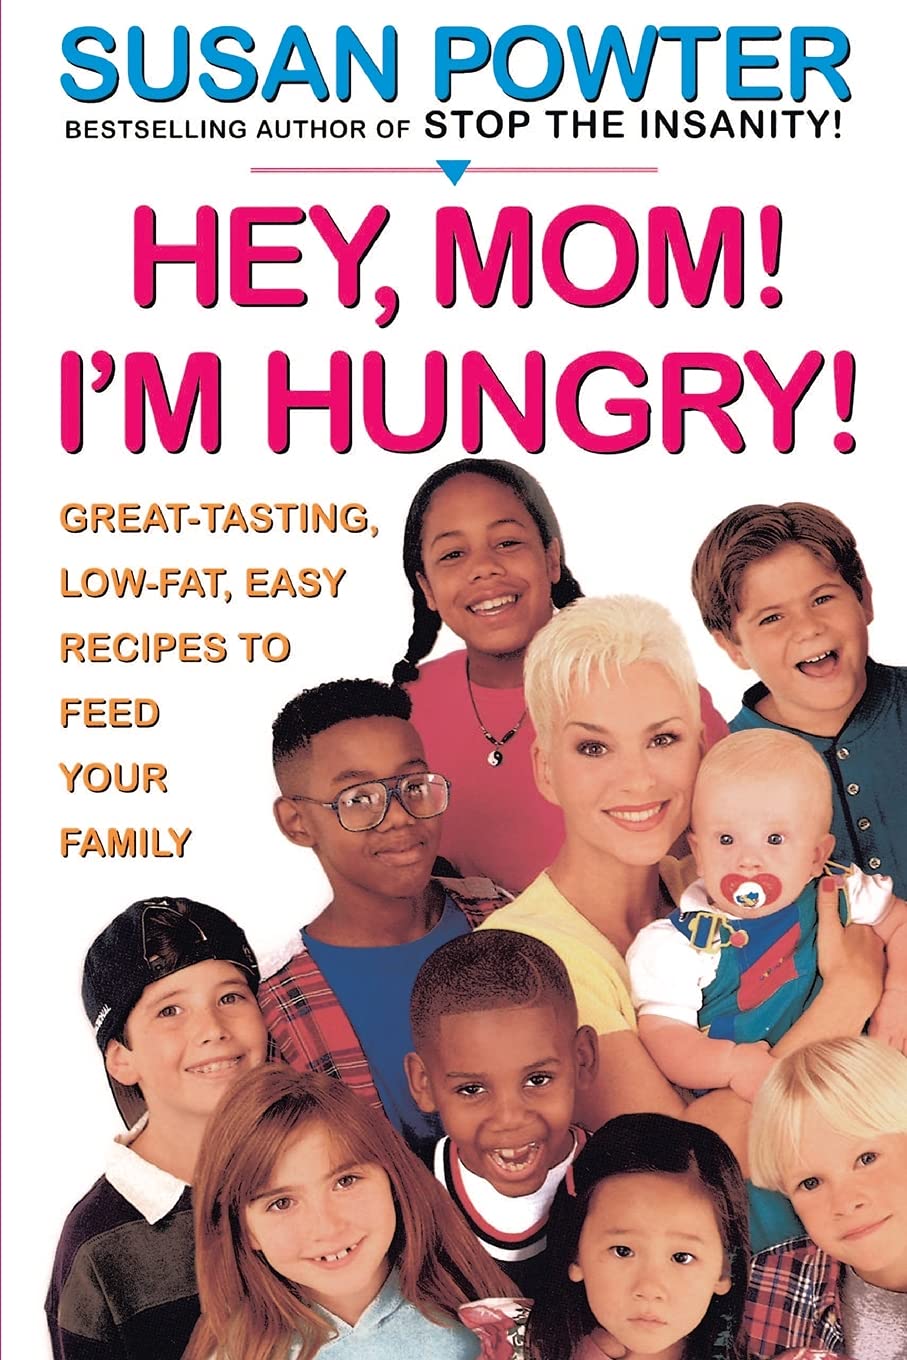 SUSAN POWTER
BESTSELLING AUTHOR OF STOP THE INSANITY!
HEY, MOM!
I'M HUNGRY!
GREAT-TASTING,
LOW-FAT, EASY
RECIPES TO
FEED
YOUR
FAMILY